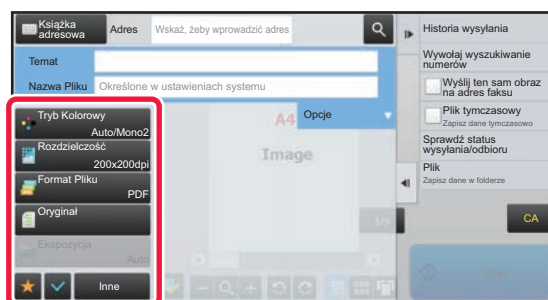 Książka adresowa
Adres
Wskaż, żeby wprowadzić adres
Temat
Nazwa Pliku
Określone w ustawieniach systemu
Tryb Kolorowy
Auto/Mono2
Rozdzielczość
200x200dpi
Format Pliku
PDF
Oryginał
Ekspozycja
Auto
Inne
A4
Opcje
Image
1/5
Historia wysyłania
Wywołaj wyszukiwanie
numerów
Wyślij ten sam obraz
na adres faksu
Plik tymczasowy
Zapisz dane tymczasowo
Sprawdź status
wysyłania/odbioru
Plik
Zapisz dane w folderze
CA